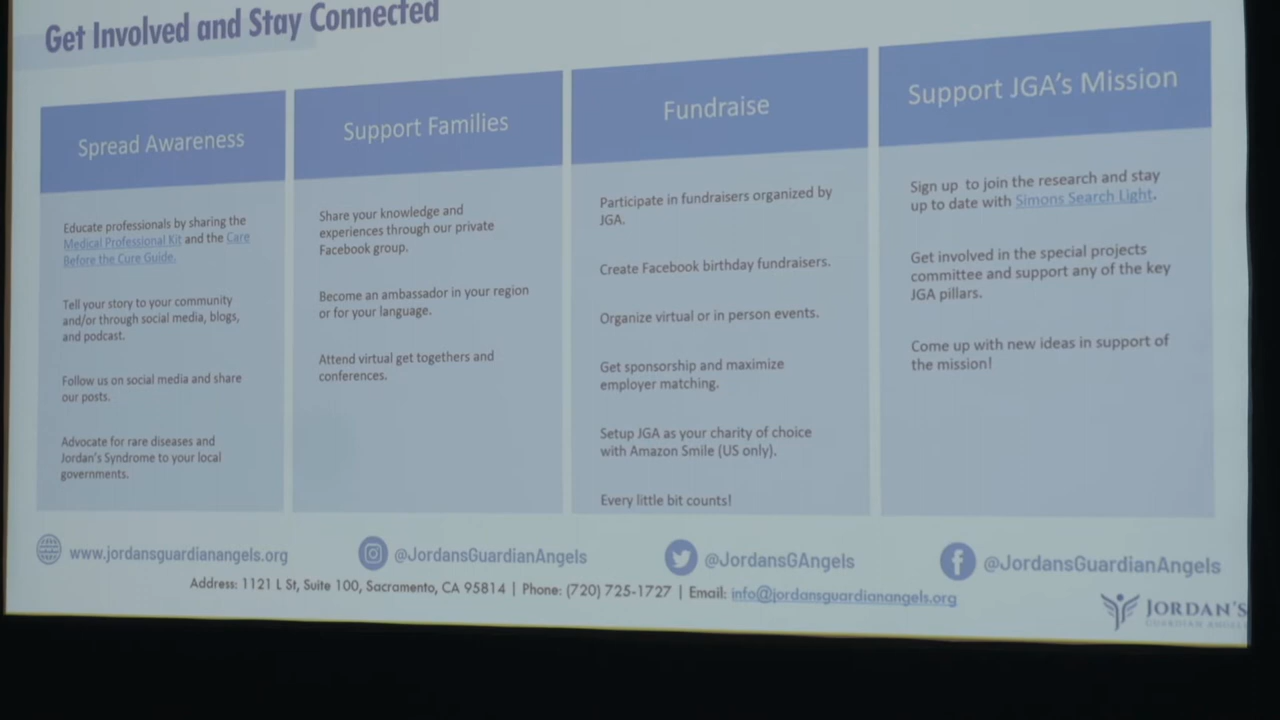 Get Involved and Stay Connected
Spread Awareness
Educate professionals by sharing the
Medical Professional Kit and the Care
Before the Cure Guide.
Tell your story to your community
and/or through social media, blogs,
and podcast.
Follow us on social media and share
our posts.
Advocate for rare diseases and
Jordan's Syndrome to your local
governments.
Support Families
Share your knowledge and
experiences through our private
Facebook group.
Become an ambassador in your region
or for your language.
Attend virtual get togethers and
conferences.
Fundraise
Participate in fundraisers organized by
JGA.
Create Facebook birthday fundraisers.
Organize virtual or in person events.
Get sponsorship and maximize
employer matching.
Setup JGA as your charity of choice
with Amazon Smile (US only).
Every little bit counts!
Support JGA's Mission
Sign up to join the research and stay
up to date with Simons Search Light.
Get involved in the special projects
committee and support any of the key
JGA pillars.
Come up with new ideas in support of
the mission!
www.jordansguardianangels.org
@JordansGuardianAngels
@JordansGAngels
@JordansGuardianAngels
Address: 1121 L St, Suite 100, Sacramento, CA 95814 | Phone: (720) 725-1727 | Email: info@jordansguardianangels.org
JORDAN'S
GUARDIAN ANGELS